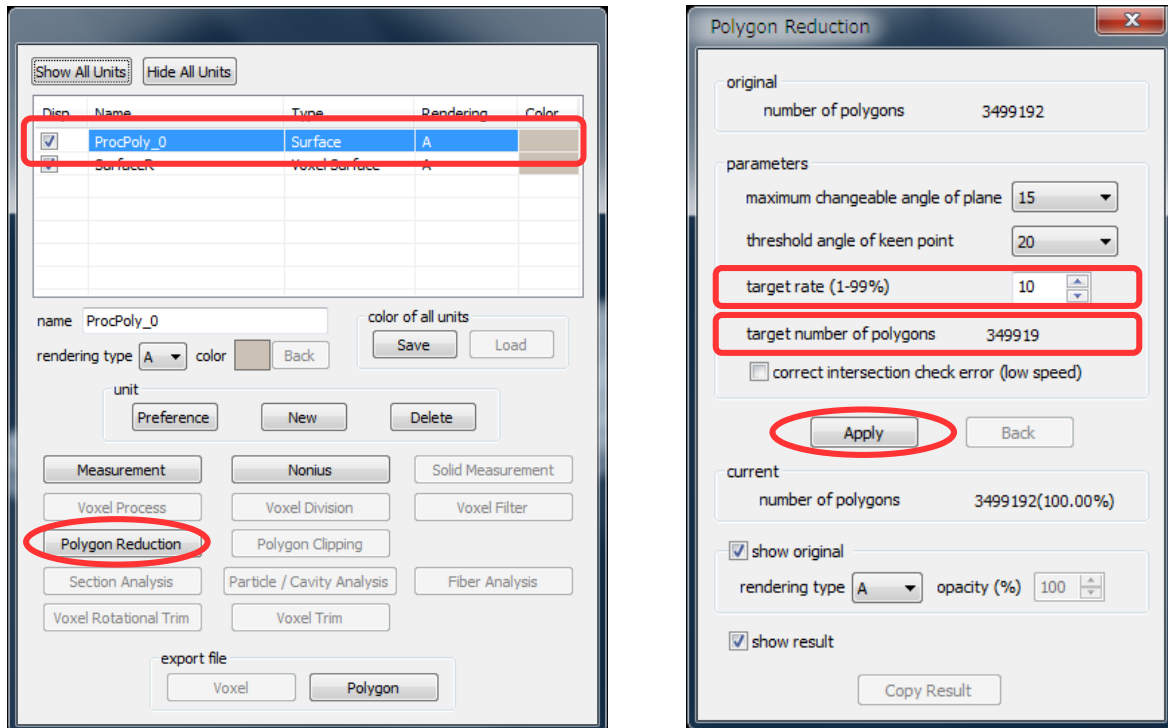 Show All Units Hide All Units
Disp Name Type Rendering Color
ProcPoly_0 Surface A
SurfaceR Voxel Surface A
name ProcPoly_0
color of all units
Save Load
rendering type A color Back
unit
Preference New Delete
Measurement Nonius Solid Measurement
Voxel Process Voxel Division Voxel Filter
Polygon Reduction Polygon Clipping
Section Analysis Particle / Cavity Analysis Fiber Analysis
Voxel Rotational Trim Voxel Trim
export file
Voxel Polygon
Polygon Reduction
original
number of polygons 3499192
parameters
maximum changeable angle of plane 15
threshold angle of keen point 20
target rate (1-99%) 10
target number of polygons 349919
correct intersection check error (low speed)
Apply Back
current
number of polygons 3499192(100.00%)
show original
rendering type A opacity (%) 100
show result
Copy Result